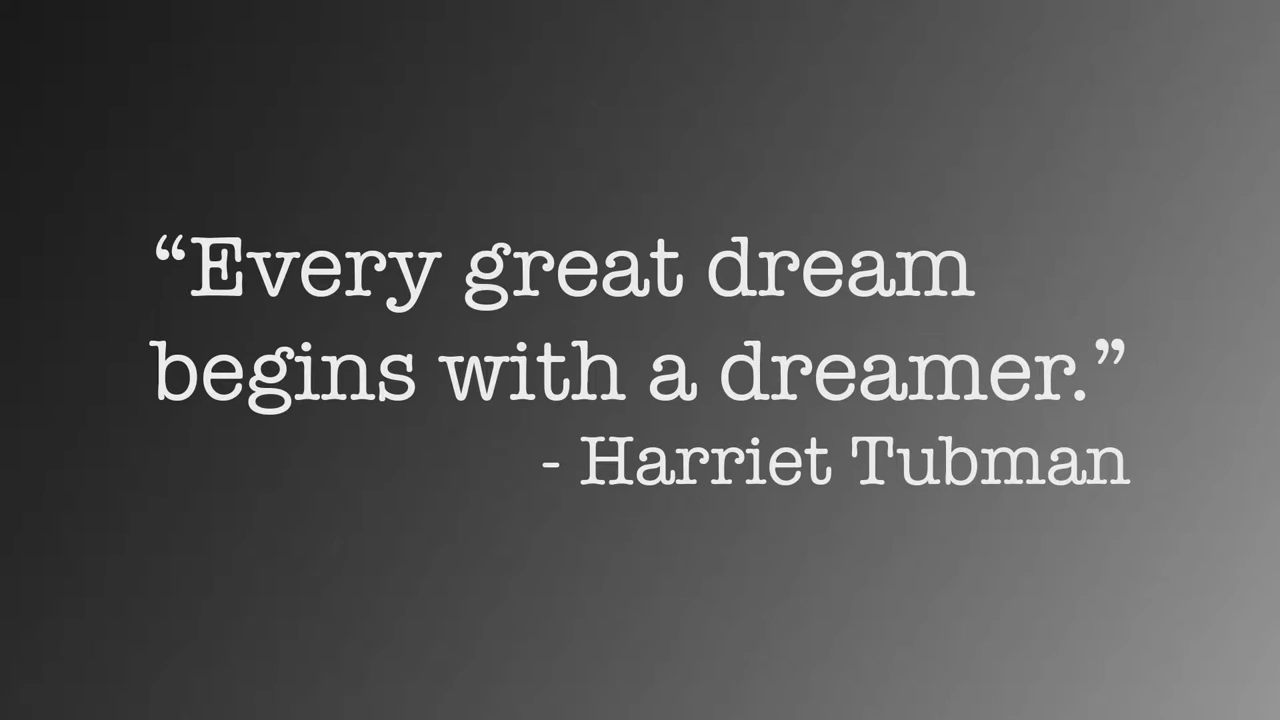 “Every great dream
begins with a dreamer.”
- Harriet Tubman